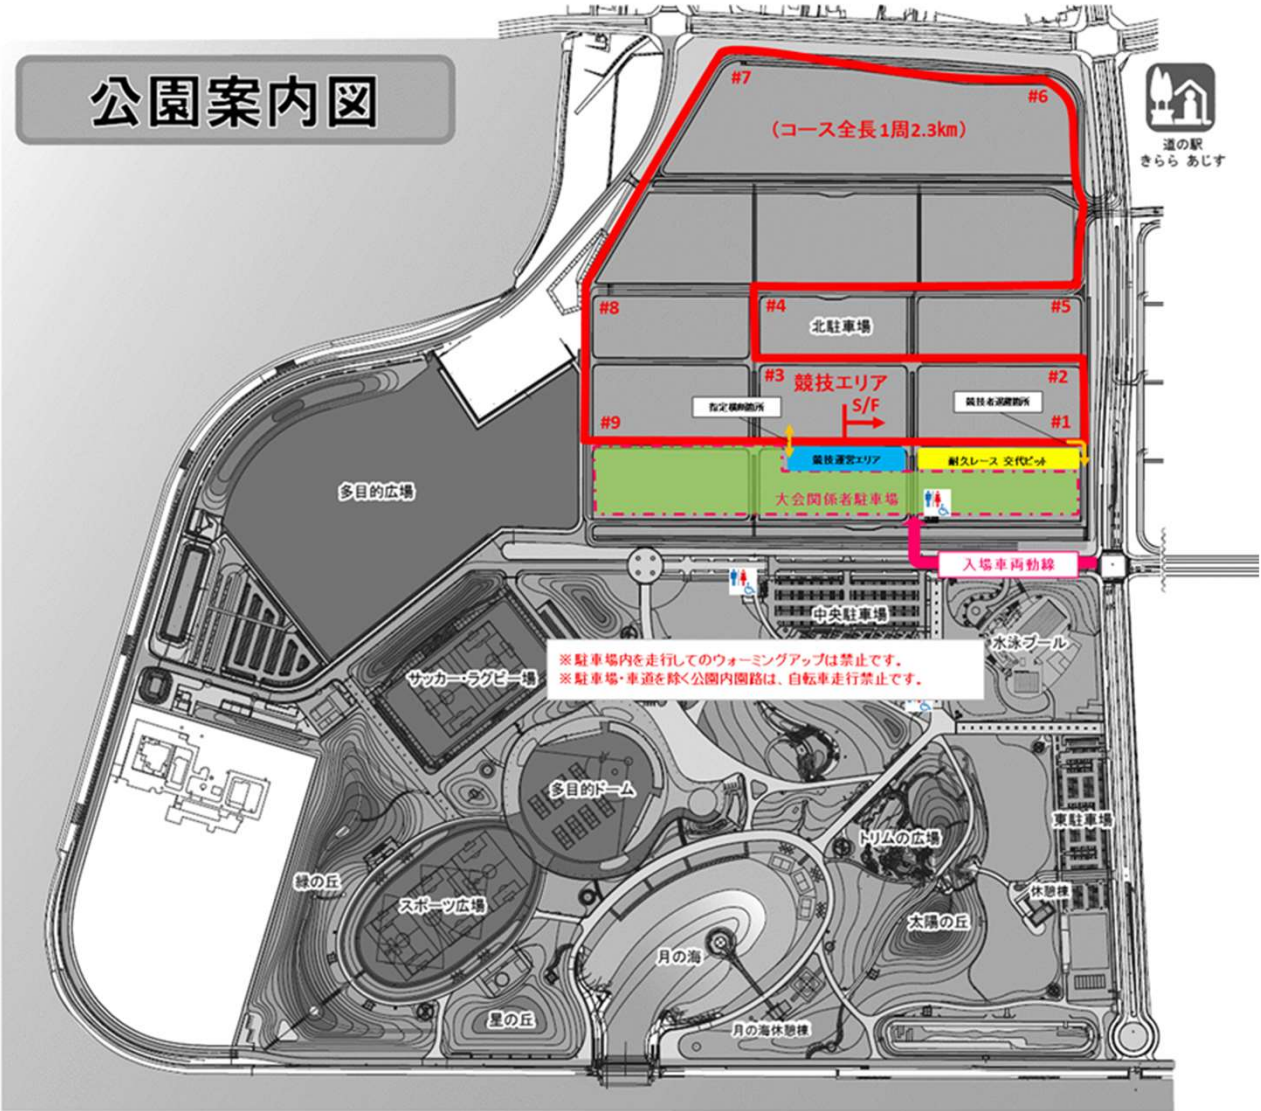 公園案内図
#7
#6
(コース全長1周2.3km)
道の駅
きらら あじす
#8
#4
#5
北駐車場
#3
競技エリア
#2
指定横断箇所
S/F
競技者退避箇所
#9
#1
競技運営エリア
耐久レース 交代ピット
多目的広場
大会関係者駐車場
入場車両動線
中央駐車場
水泳プール
※駐車場内を走行してのウォーミングアップは禁止です。
※駐車場・車道を除く公園内園路は、自転車走行禁止です。
サッカー・ラグビー場
多目的ドーム
東駐車場
トリムの広場
緑の丘
休憩棟
スポーツ広場
太陽の丘
月の海
星の丘
月の海休憩棟